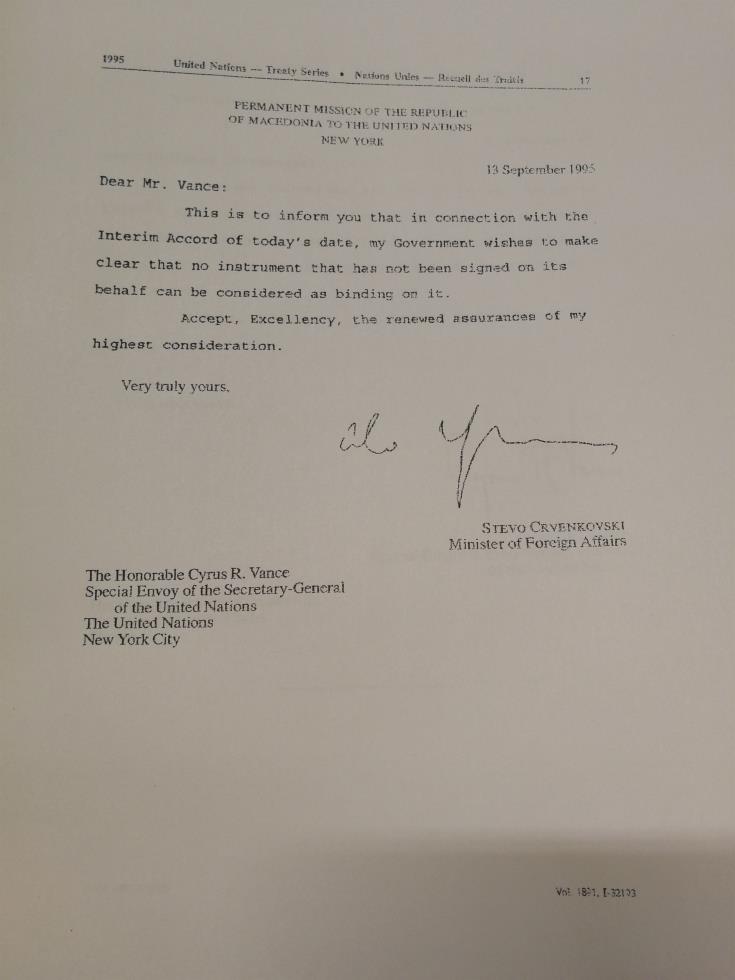 1995 United Nations — Treaty Series • Nations Unies — Recueil des Traités 17
PERMANENT MISSION OF THE REPUBLIC
OF MACEDONIA TO THE UNITED NATIONS
NEW YORK
13 September 1995
Dear Mr. Vance:
This is to inform you that in connection with the
Interim Accord of today's date, my Government wishes to make
clear that no instrument that has not been signed on its
behalf can be considered as binding on it.
Accept, Excellency, the renewed assurances of my
highest consideration.
Very truly yours,
STEVO CRVENKOVSKI
Minister of Foreign Affairs
The Honorable Cyrus R. Vance
Special Envoy of the Secretary-General
of the United Nations
The United Nations
New York City
Vol. 1891, I-32193